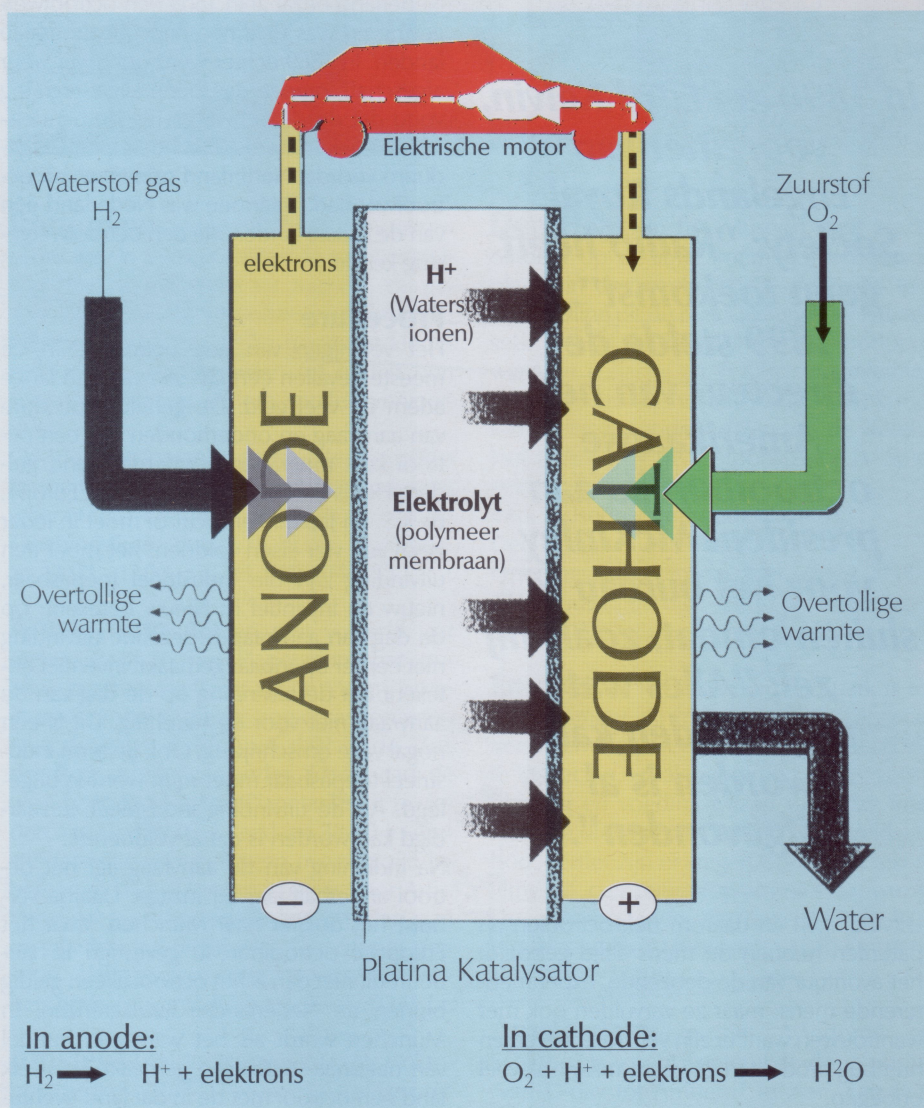 Elektrische motor
Waterstof gas
H₂
Zuurstof
O₂
elektrons
H⁺
(Waterstof
ionen)
ANODE
CATHODE
Elektrolyt
(polymeer
membraan)
Overtollige
warmte
Overtollige
warmte
−
+
Water
Platina Katalysator
In anode:
H₂ → H⁺ + elektrons
In cathode:
O₂ + H⁺ + elektrons → H²O